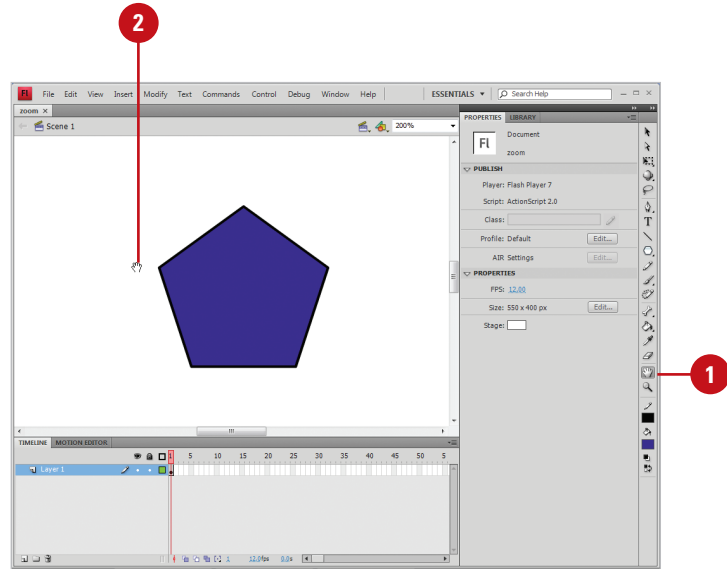 2
Fl File Edit View Insert Modify Text Commands Control Debug Window Help ESSENTIALS Search Help
zoom ×
Scene 1 200%
PROPERTIES LIBRARY
Fl Document
zoom
PUBLISH
Player: Flash Player 7
Script: ActionScript 2.0
Class:
Profile: Default Edit...
AIR Settings Edit...
PROPERTIES
FPS: 12.00
Size: 550 x 400 px Edit...
Stage:
T
1
TIMELINE MOTION EDITOR
1 5 10 15 20 25 30 35 40 45 50 5
Layer 1
1 12.0fps 0.0s